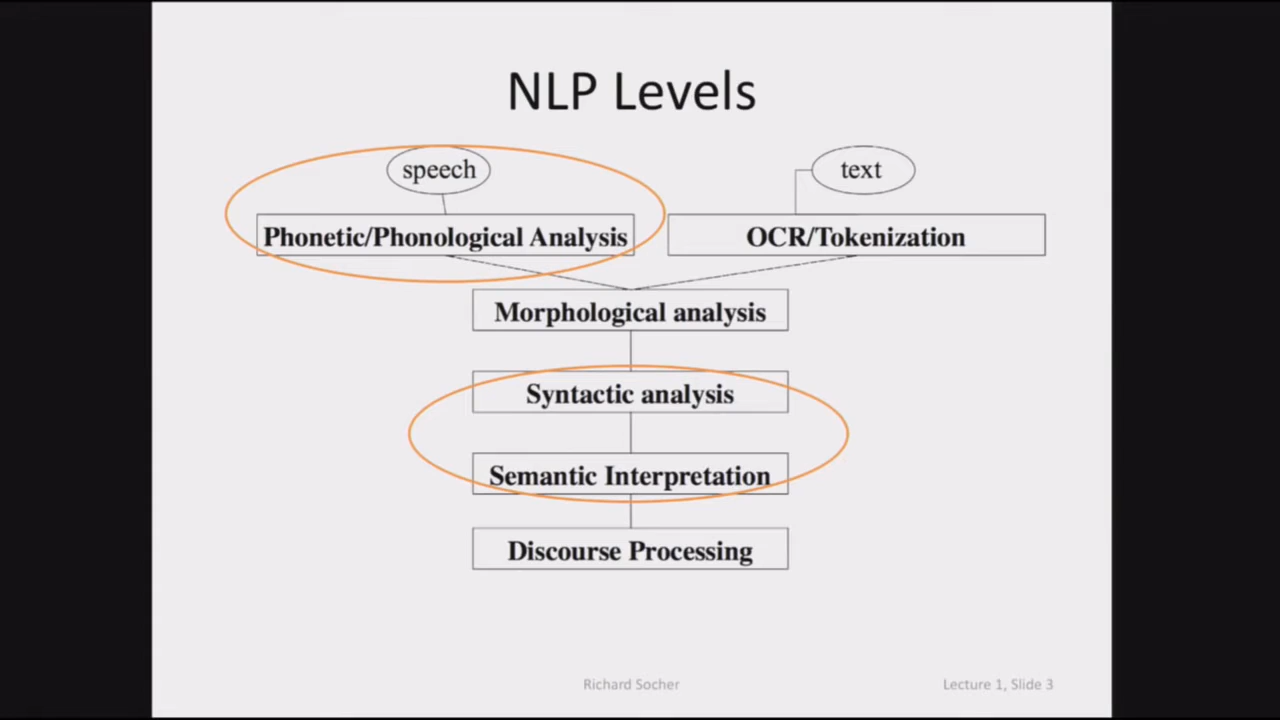 NLP Levels
speech
text
Phonetic/Phonological Analysis
OCR/Tokenization
Morphological analysis
Syntactic analysis
Semantic Interpretation
Discourse Processing
Richard Socher
Lecture 1, Slide 3